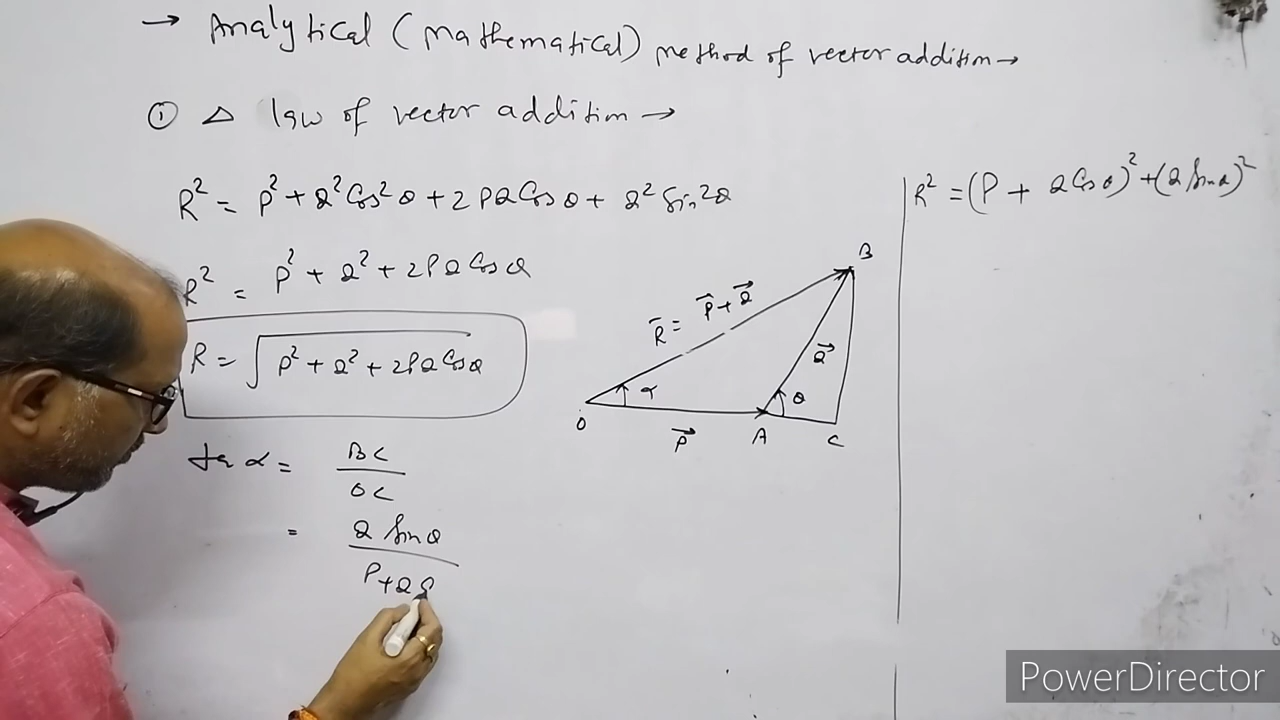 → Analytical (Mathematical) method of vector addition →
① △ law of vector addition →
R² = P² + Q² Cos² θ + 2PQ Cos θ + Q² Sin² θ
R² = P² + Q² + 2PQ Cos θ
R = √(P² + Q² + 2PQ Cos θ)
tan α = BC / OC
= Q Sin θ / P + Q C
R² = (P + Q Cos θ)² + (Q Sin θ)²
B
R⃗ = P⃗ + Q⃗
Q⃗
α
θ
O
P⃗
A
C
PowerDirector